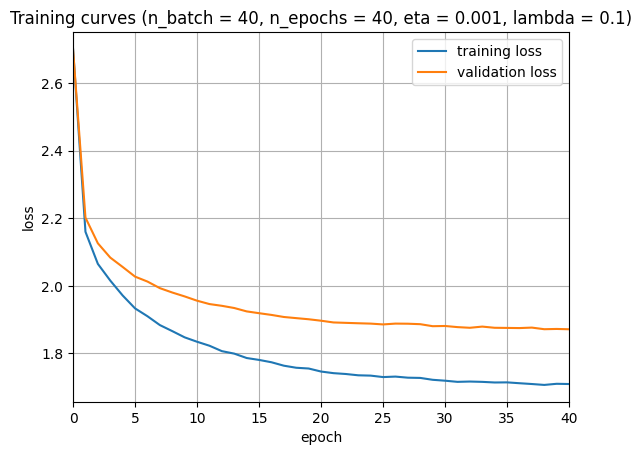 Training curves (n_batch = 40, n_epochs = 40, eta = 0.001, lambda = 0.1)
training loss
validation loss
2.6
2.4
2.2
2.0
1.8
loss
0 5 10 15 20 25 30 35 40
epoch